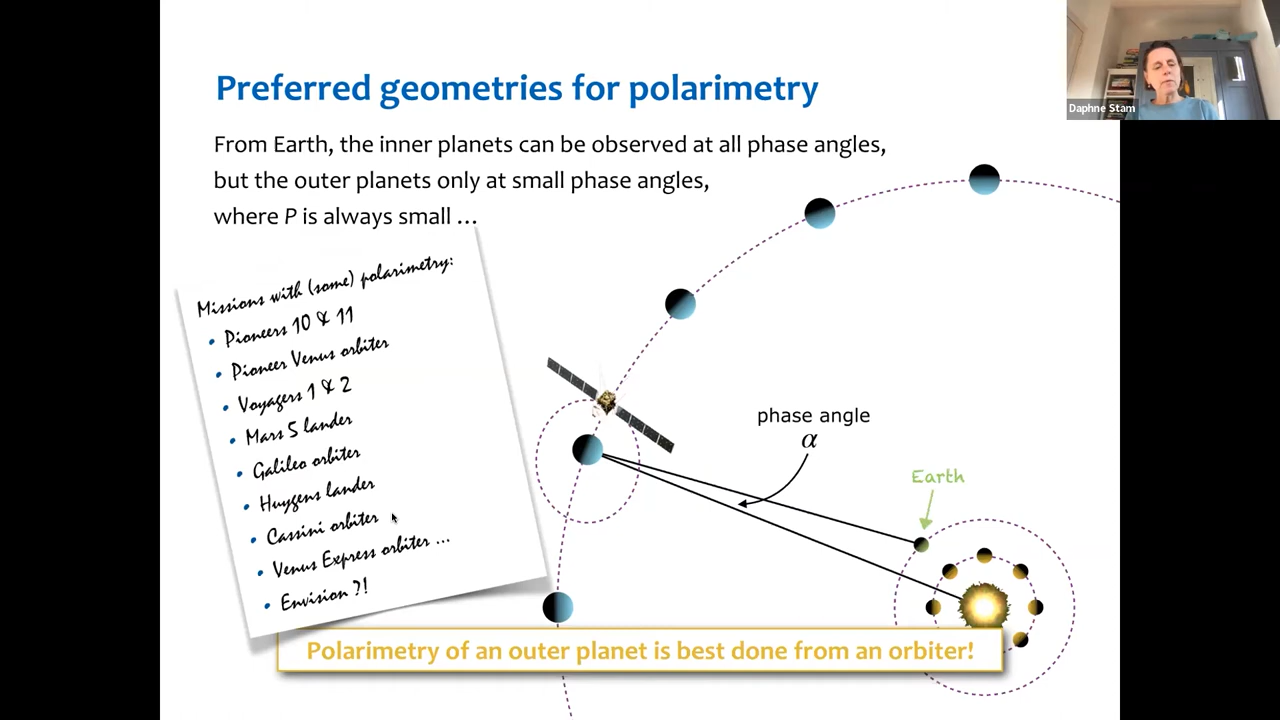 Preferred geometries for polarimetry
From Earth, the inner planets can be observed at all phase angles,
but the outer planets only at small phase angles,
where P is always small …
Missions with (some) polarimetry:
• Pioneers 10 & 11
• Pioneer Venus orbiter
• Voyagers 1 & 2
• Mars 5 lander
• Galileo orbiter
• Huygens lander
• Cassini orbiter
• Venus Express orbiter ...
• Envision ?!
phase angle
α
Earth
Polarimetry of an outer planet is best done from an orbiter!
Daphne Stam